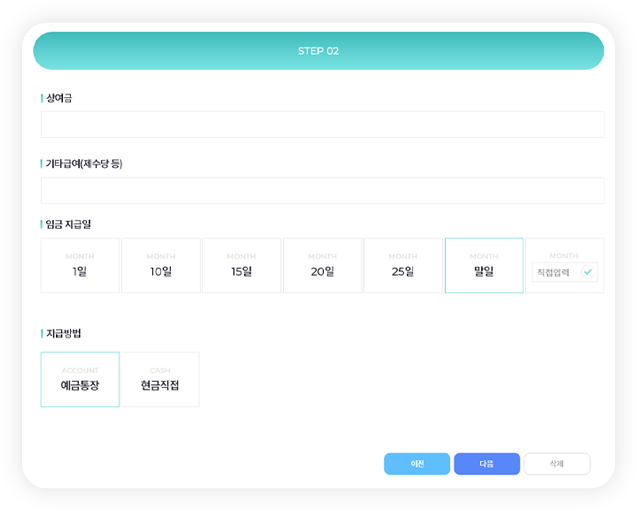 STEP 02
상여금
기타급여(제수당 등)
임금 지급일
MONTH MONTH MONTH MONTH MONTH MONTH MONTH
1일 10일 15일 20일 25일 말일 직접입력
지급방법
ACCOUNT CASH
예금통장 현금직접
이전 다음 삭제